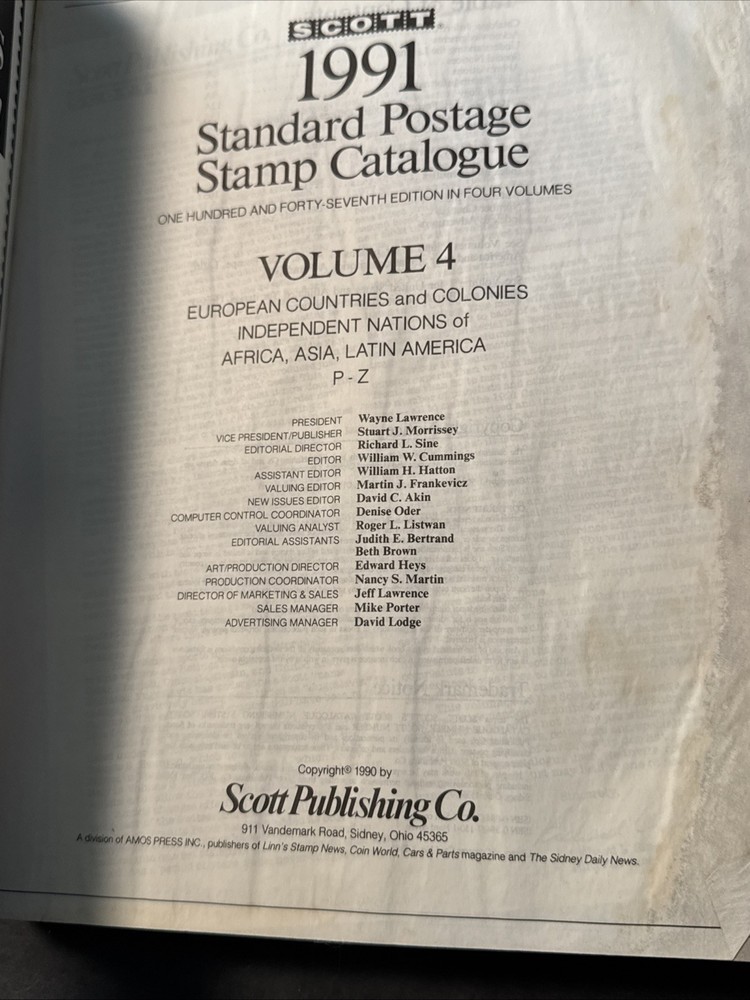 SCOTT
1991
Standard Postage
Stamp Catalogue
ONE HUNDRED AND FORTY-SEVENTH EDITION IN FOUR VOLUMES
VOLUME 4
EUROPEAN COUNTRIES and COLONIES
INDEPENDENT NATIONS of
AFRICA, ASIA, LATIN AMERICA
P - Z
PRESIDENT Wayne Lawrence
VICE PRESIDENT/PUBLISHER Stuart J. Morrissey
EDITORIAL DIRECTOR Richard L. Sine
EDITOR William W. Cummings
ASSISTANT EDITOR William H. Hatton
VALUING EDITOR Martin J. Frankevicz
NEW ISSUES EDITOR David C. Akin
COMPUTER CONTROL COORDINATOR Denise Oder
VALUING ANALYST Roger L. Listwan
EDITORIAL ASSISTANTS Judith E. Bertrand
Beth Brown
ART/PRODUCTION DIRECTOR Edward Heys
PRODUCTION COORDINATOR Nancy S. Martin
DIRECTOR OF MARKETING & SALES Jeff Lawrence
SALES MANAGER Mike Porter
ADVERTISING MANAGER David Lodge
Copyright® 1990 by
Scott Publishing Co.
911 Vandemark Road, Sidney, Ohio 45365
A division of AMOS PRESS INC., publishers of Linn's Stamp News, Coin World, Cars & Parts magazine and The Sidney Daily News.